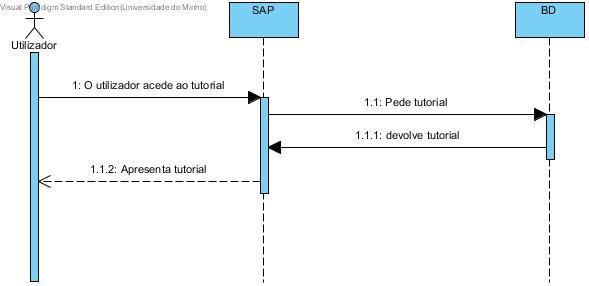 Visual Paradigm Standard Edition(Universidade do Minho)
SAP
BD
Utilizador
1: O utilizador acede ao tutorial
1.1: Pede tutorial
1.1.1: devolve tutorial
1.1.2: Apresenta tutorial